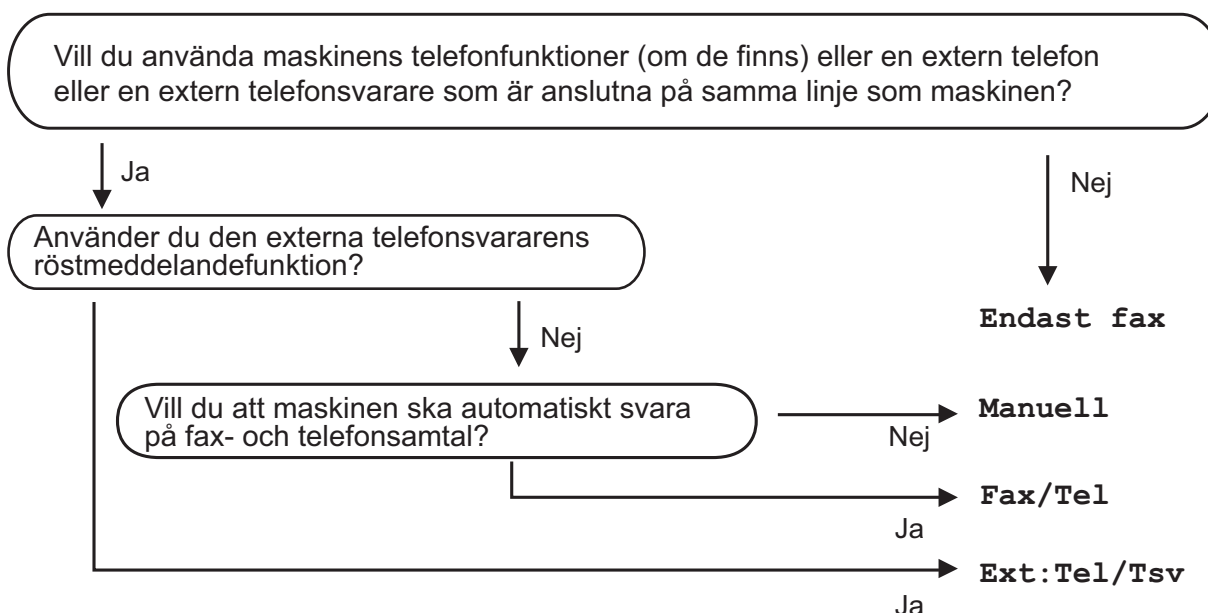 Vill du använda maskinens telefonfunktioner (om de finns) eller en extern telefon
eller en extern telefonsvarare som är anslutna på samma linje som maskinen?
Ja
Nej
Använder du den externa telefonsvararens
röstmeddelandefunktion?
Endast fax
Nej
Vill du att maskinen ska automatiskt svara
på fax- och telefonsamtal?
Manuell
Nej
Fax/Tel
Ja
Ext:Tel/Tsv
Ja